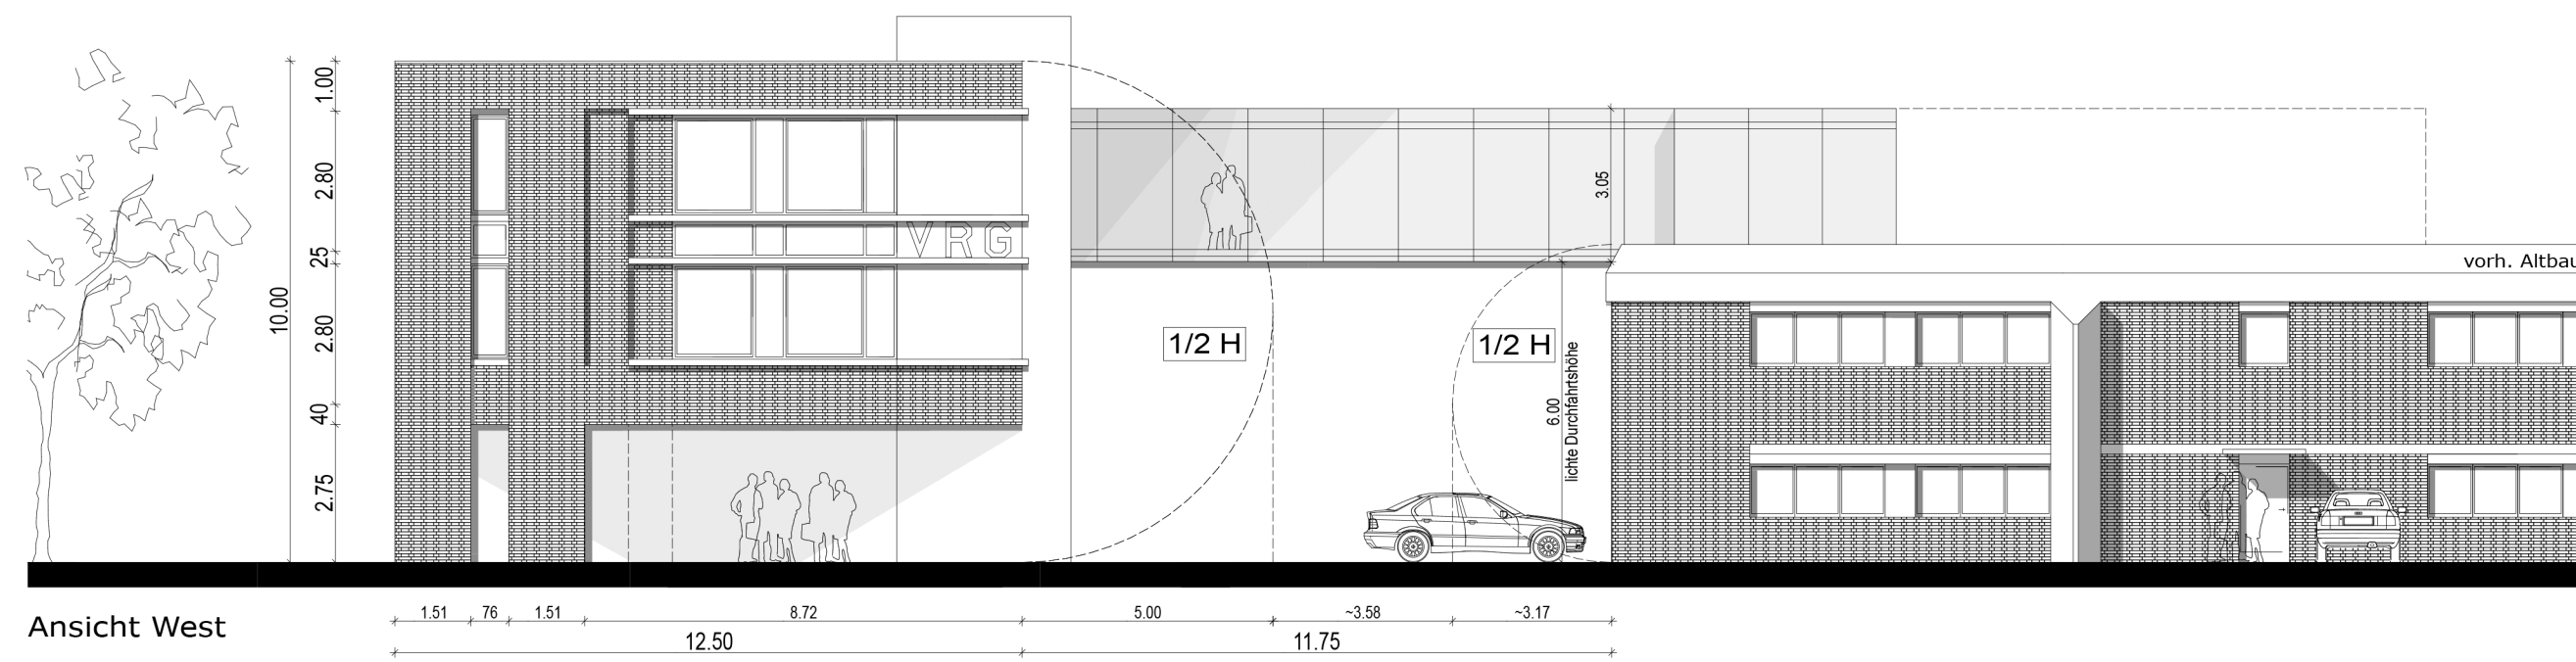 1.00
2.80
25
2.80
40
2.75
10.00
VRG
3.05
1/2 H
1/2 H
6.00
lichte Durchfahrtshöhe
vorh. Altbau
1.51 76 1.51 8.72 5.00 ~3.58 ~3.17
12.50 11.75
Ansicht West